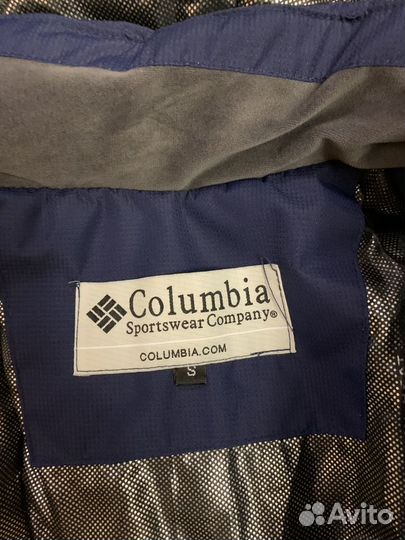 Columbia
Sportswear Company®
COLUMBIA.COM
S
Avito